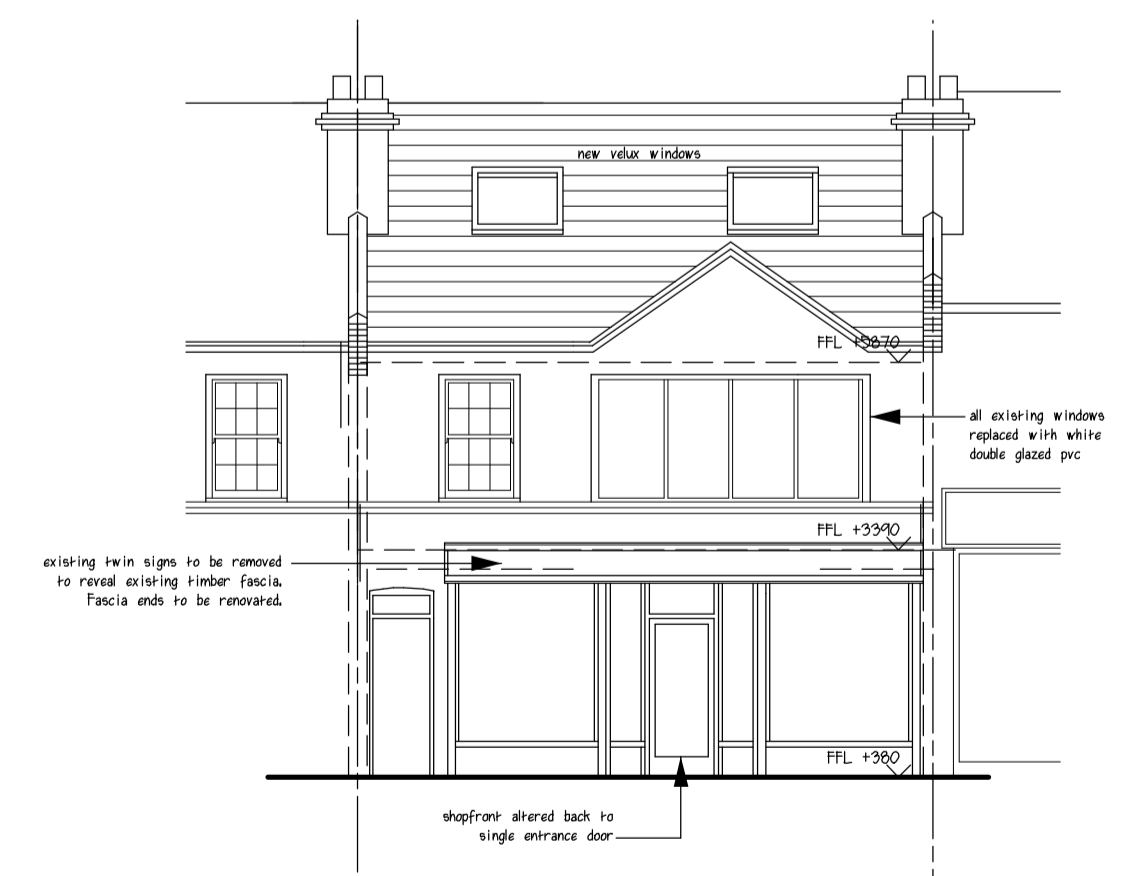 new velux windows
FFL +5870
all existing windows
replaced with white
double glazed pvc
FFL +3390
existing twin signs to be removed
to reveal existing timber fascia.
Fascia ends to be renovated.
FFL +380
shopfront altered back to
single entrance door